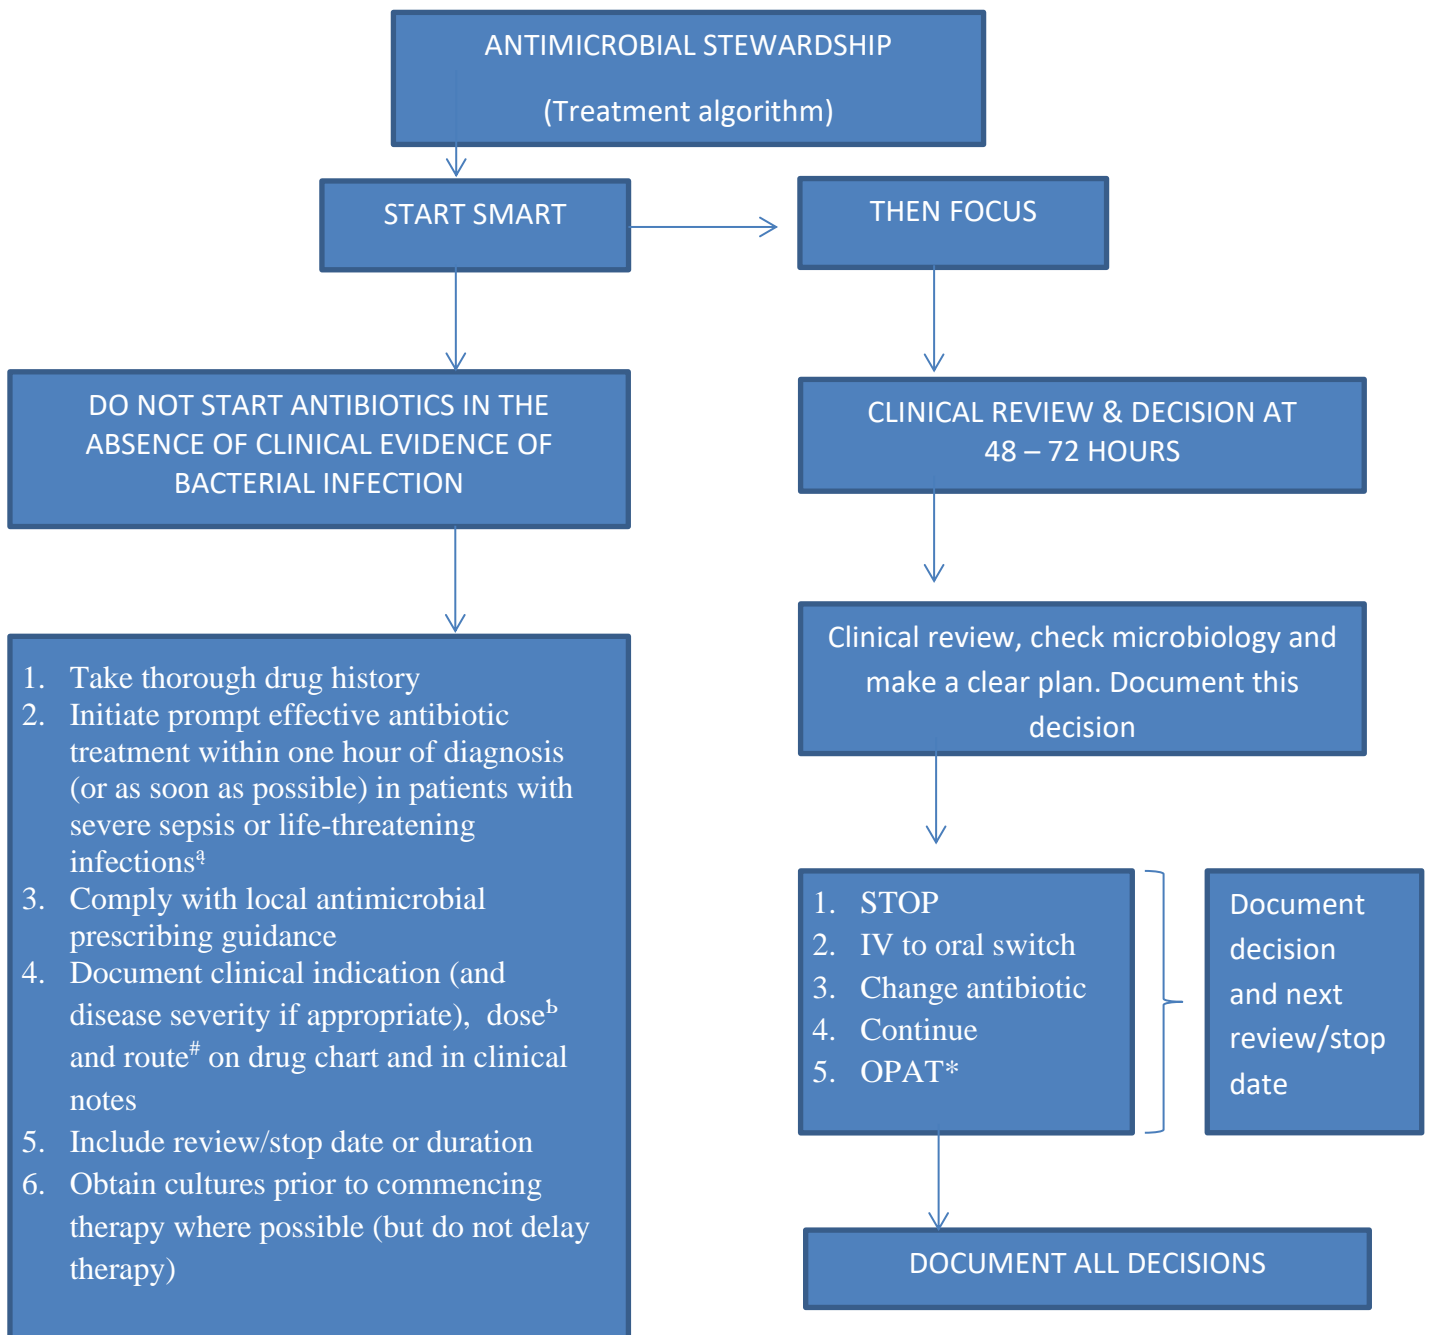 ANTIMICROBIAL STEWARDSHIP
(Treatment algorithm)
START SMART
THEN FOCUS
DO NOT START ANTIBIOTICS IN THE
ABSENCE OF CLINICAL EVIDENCE OF
BACTERIAL INFECTION
1. Take thorough drug history
2. Initiate prompt effective antibiotic
treatment within one hour of diagnosis
(or as soon as possible) in patients with
severe sepsis or life-threatening
infectionsᶏ
3. Comply with local antimicrobial
prescribing guidance
4. Document clinical indication (and
disease severity if appropriate), doseᵇ
and route# on drug chart and in clinical
notes
5. Include review/stop date or duration
6. Obtain cultures prior to commencing
therapy where possible (but do not delay
therapy)
CLINICAL REVIEW & DECISION AT
48 – 72 HOURS
Clinical review, check microbiology and
make a clear plan. Document this
decision
1. STOP
2. IV to oral switch
3. Change antibiotic
4. Continue
5. OPAT*
Document
decision
and next
review/stop
date
DOCUMENT ALL DECISIONS